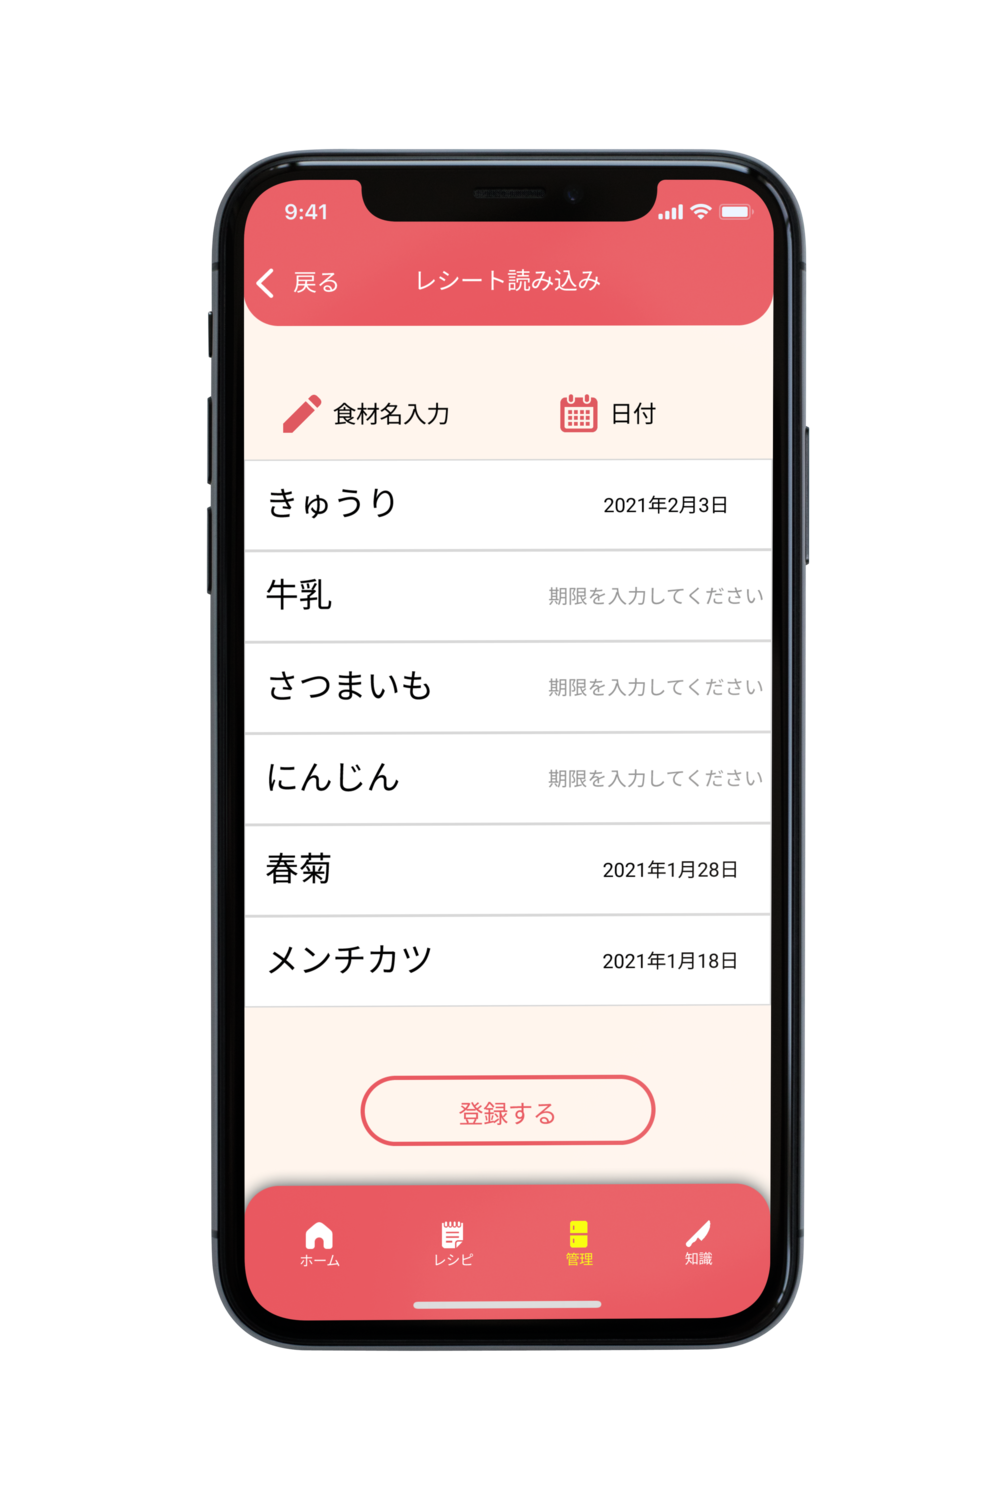 9:41
戻る レシート読み込み
食材名入力 日付
きゅうり 2021年2月3日
牛乳 期限を入力してください
さつまいも 期限を入力してください
にんじん 期限を入力してください
春菊 2021年1月28日
メンチカツ 2021年1月18日
登録する
ホーム レシピ 管理 知識